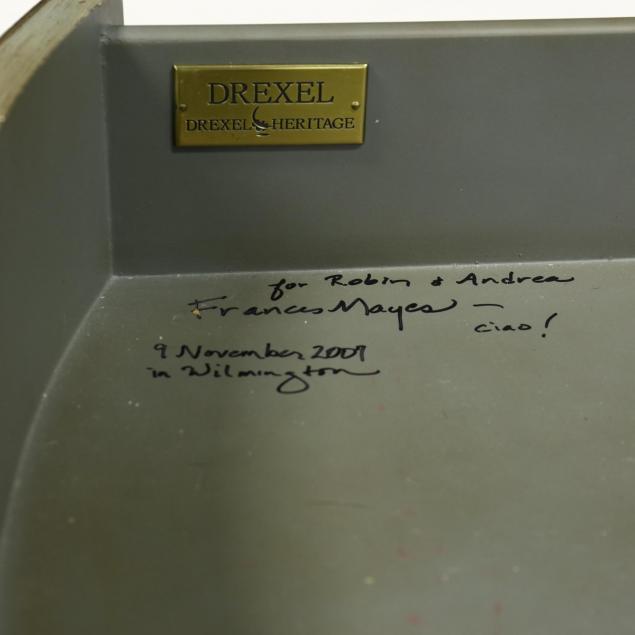 DREXEL
DREXEL HERITAGE
for Robin & Andrea
Frances Mayes —
ciao!
9 November 2007
in Wilmington